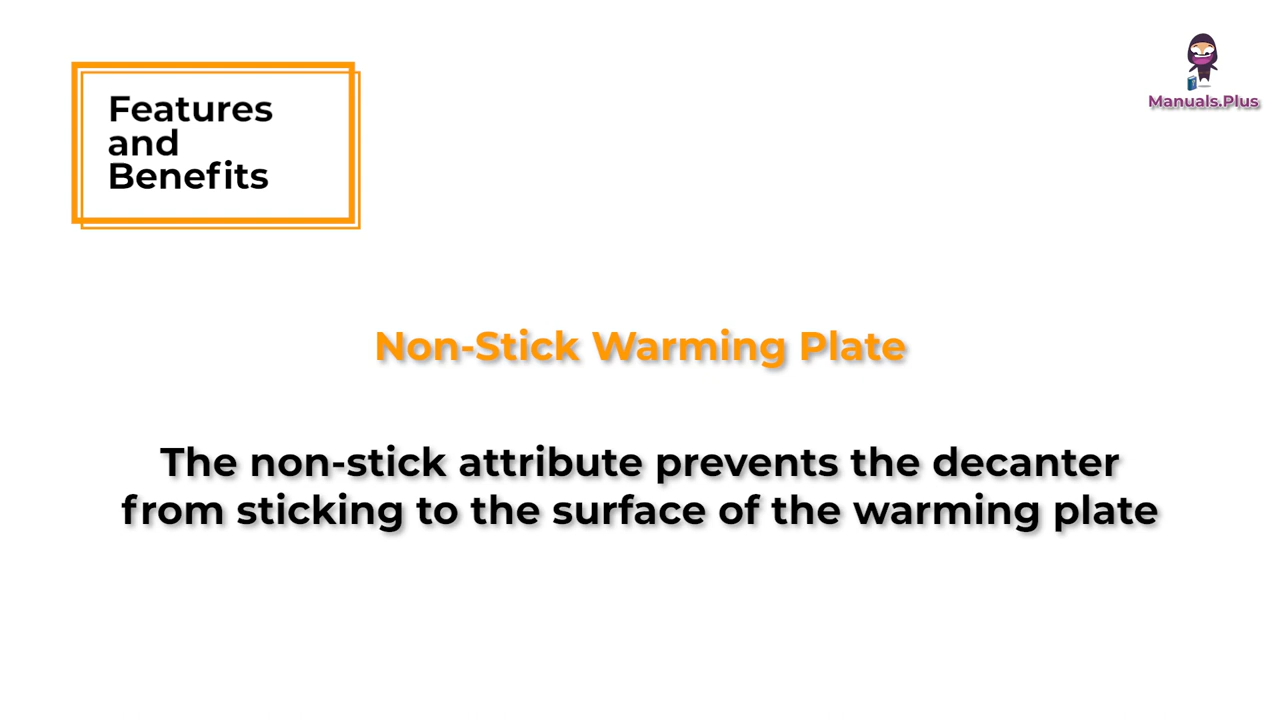 Features
and
Benefits
Manuals.Plus
Non-Stick Warming Plate
The non-stick attribute prevents the decanter
from sticking to the surface of the warming plate